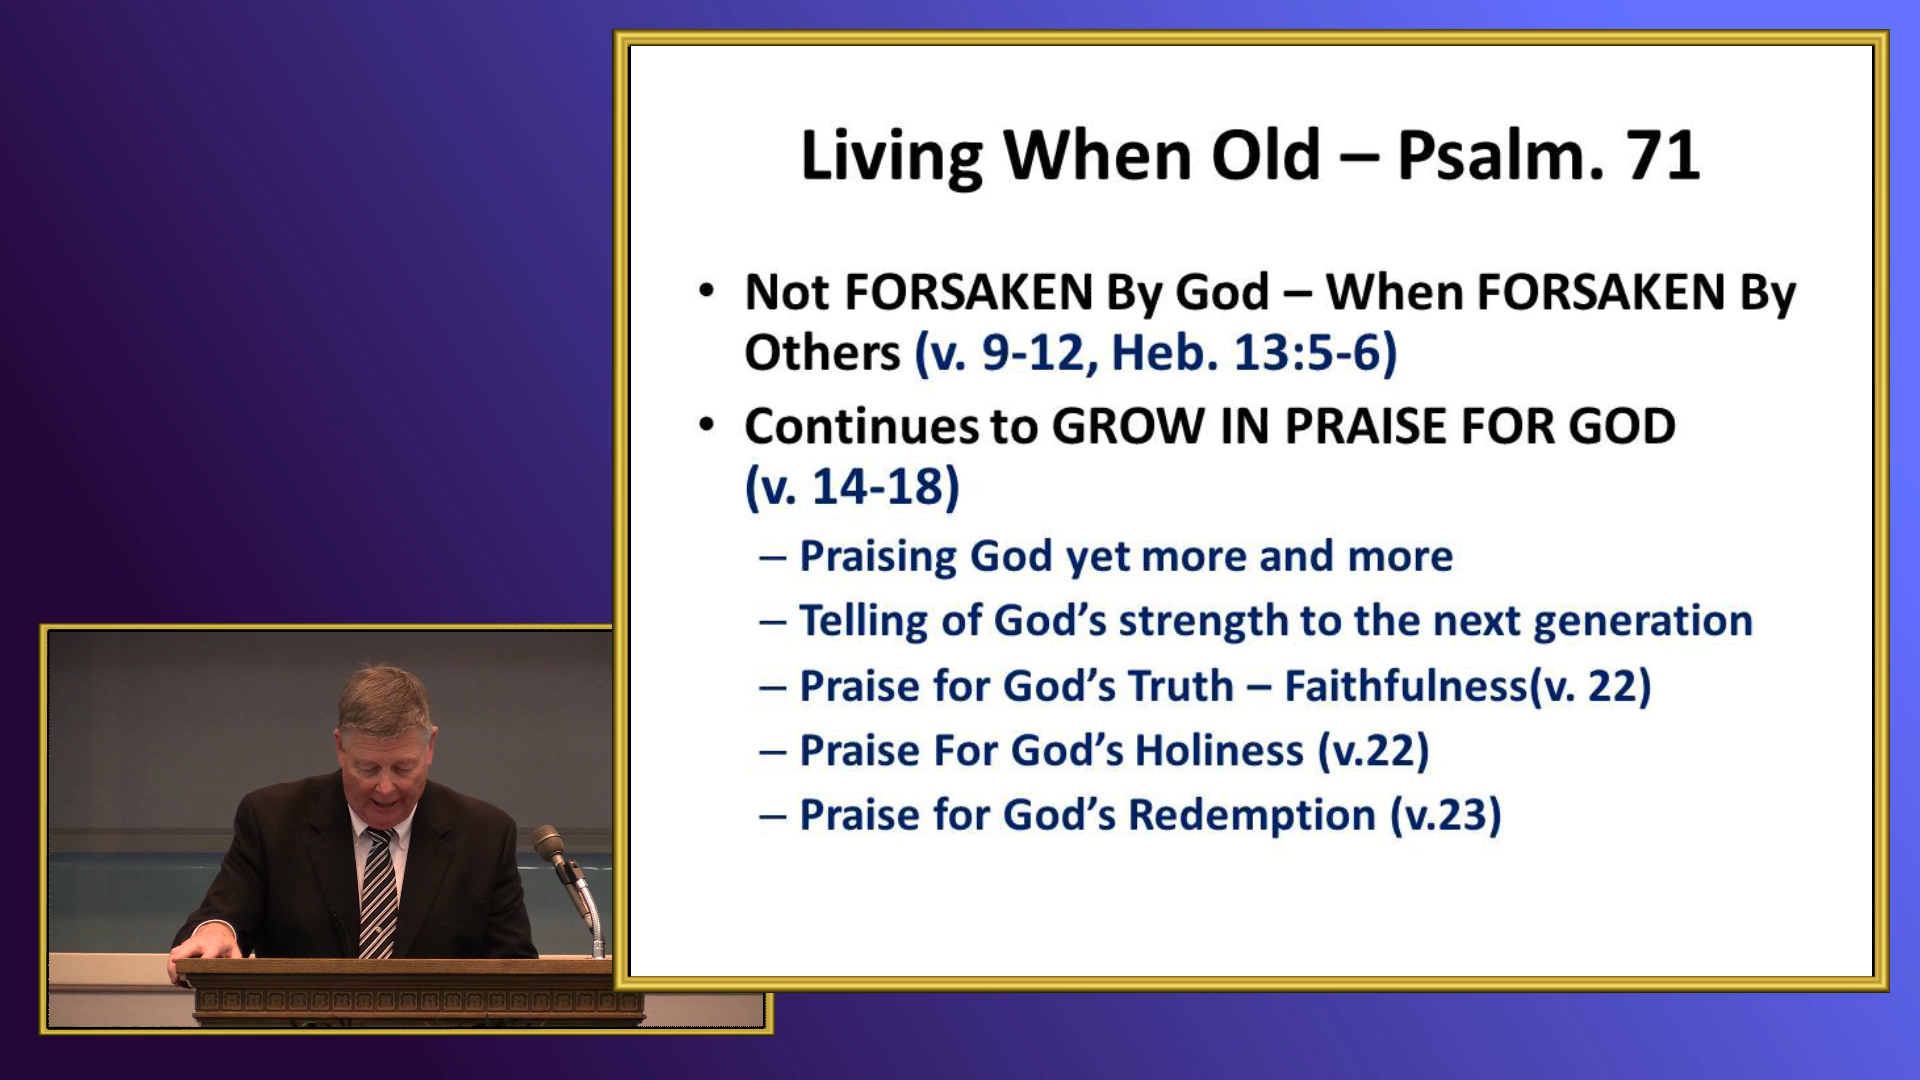 Living When Old – Psalm. 71
• Not FORSAKEN By God – When FORSAKEN By
Others (v. 9-12, Heb. 13:5-6)
• Continues to GROW IN PRAISE FOR GOD
(v. 14-18)
– Praising God yet more and more
– Telling of God’s strength to the next generation
– Praise for God’s Truth – Faithfulness(v. 22)
– Praise For God’s Holiness (v.22)
– Praise for God’s Redemption (v.23)